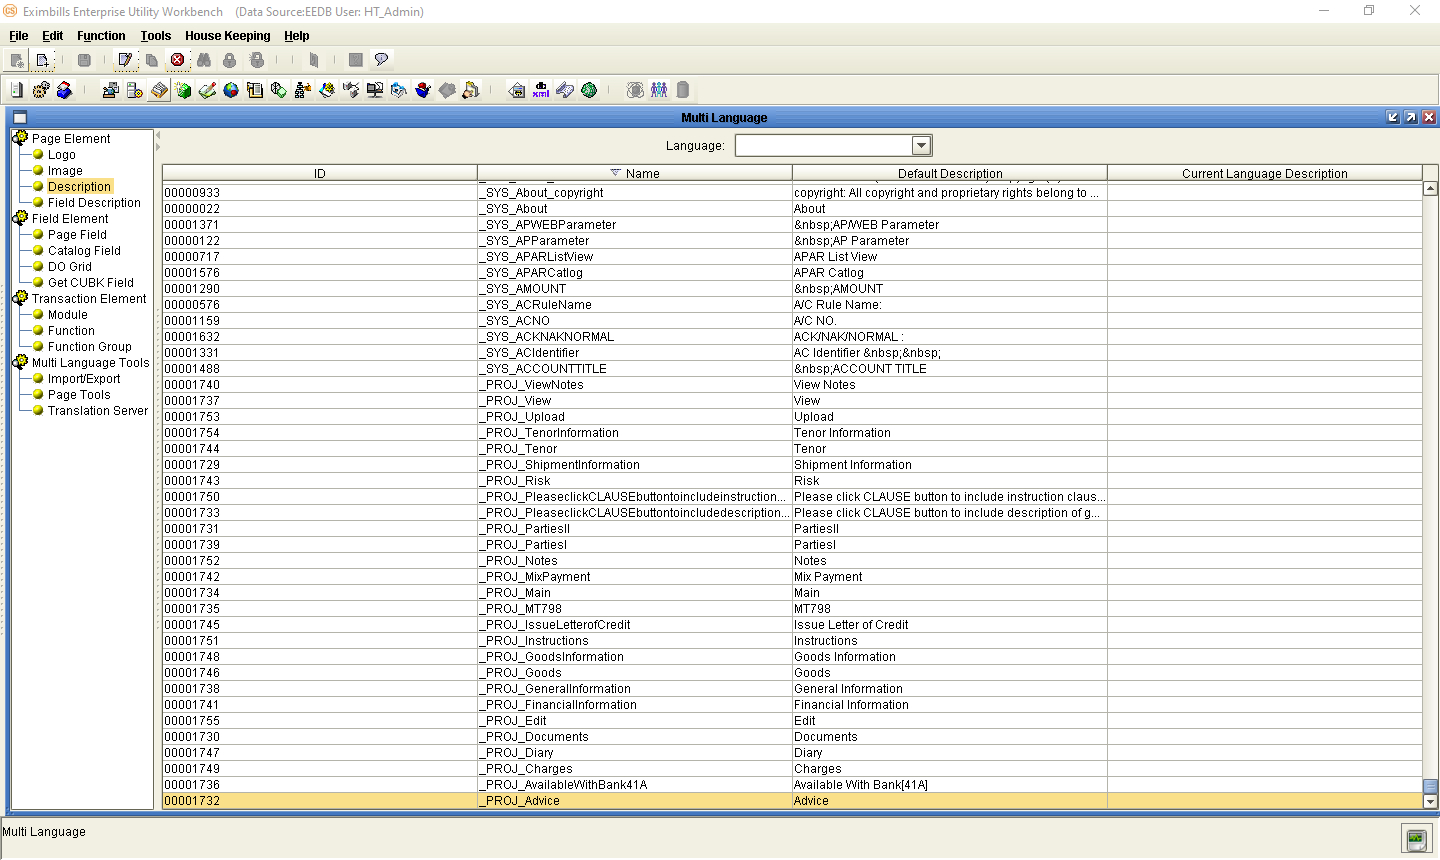 Eximbills Enterprise Utility Workbench (Data Source:EEDB User: HT_Admin)
File Edit Function Tools House Keeping Help
Multi Language
Page Element
Logo
Image
Description
Field Description
Field Element
Page Field
Catalog Field
DO Grid
Get CUBK Field
Transaction Element
Module
Function
Function Group
Multi Language Tools
Import/Export
Page Tools
Translation Server
Language:
ID Name Default Description Current Language Description
00000933 _SYS_About_copyright copyright: All copyright and proprietary rights belong to ...
00000022 _SYS_About About
00001371 _SYS_APWEBParameter &nbsp;AP/WEB Parameter
00000122 _SYS_APParameter &nbsp;AP Parameter
00000717 _SYS_APARListView APAR List View
00001576 _SYS_APARCatlog APAR Catlog
00001290 _SYS_AMOUNT &nbsp;AMOUNT
00000576 _SYS_ACRuleName A/C Rule Name:
00001159 _SYS_ACNO A/C NO.
00001632 _SYS_ACKNAKNORMAL ACK/NAK/NORMAL :
00001331 _SYS_ACIdentifier AC Identifier &nbsp;&nbsp;
00001488 _SYS_ACCOUNTTITLE &nbsp;ACCOUNT TITLE
00001740 _PROJ_ViewNotes View Notes
00001737 _PROJ_View View
00001753 _PROJ_Upload Upload
00001754 _PROJ_TenorInformation Tenor Information
00001744 _PROJ_Tenor Tenor
00001729 _PROJ_ShipmentInformation Shipment Information
00001743 _PROJ_Risk Risk
00001750 _PROJ_PleaseclickCLAUSEbuttontoincludeinstruction... Please click CLAUSE button to include instruction claus...
00001733 _PROJ_PleaseclickCLAUSEbuttontoincludedescription... Please click CLAUSE button to include description of g...
00001731 _PROJ_PartiesII PartiesII
00001739 _PROJ_PartiesI PartiesI
00001752 _PROJ_Notes Notes
00001742 _PROJ_MixPayment Mix Payment
00001734 _PROJ_Main Main
00001735 _PROJ_MT798 MT798
00001745 _PROJ_IssueLetterofCredit Issue Letter of Credit
00001751 _PROJ_Instructions Instructions
00001748 _PROJ_GoodsInformation Goods Information
00001746 _PROJ_Goods Goods
00001738 _PROJ_GeneralInformation General Information
00001741 _PROJ_FinancialInformation Financial Information
00001755 _PROJ_Edit Edit
00001730 _PROJ_Documents Documents
00001747 _PROJ_Diary Diary
00001749 _PROJ_Charges Charges
00001736 _PROJ_AvailableWithBank41A Available With Bank[41A]
00001732 _PROJ_Advice Advice
Multi Language